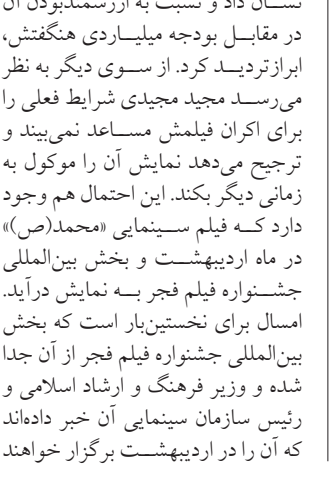 نشان داد و نسبت به ارزشمندبودن آن
در مقابل بودجه میلیاردی هنگفتش،
ابرازتردید کرد. از سوی دیگر به نظر
می‌رسد مجید مجیدی شرایط فعلی را
برای اکران فیلمش مساعد نمی‌بیند و
ترجیح می‌دهد نمایش آن را موکول به
زمانی دیگر بکند. این احتمال هم وجود
دارد که فیلم سینمایی «محمد(ص)»
در ماه اردیبهشت و بخش بین‌المللی
جشنواره فیلم فجر به نمایش درآید.
امسال برای نخستین‌بار است که بخش
بین‌المللی جشنواره فیلم فجر از آن جدا
شده و وزیر فرهنگ و ارشاد اسلامی و
رئیس سازمان سینمایی آن خبر داده‌اند
که آن را در اردیبهشت برگزار خواهند